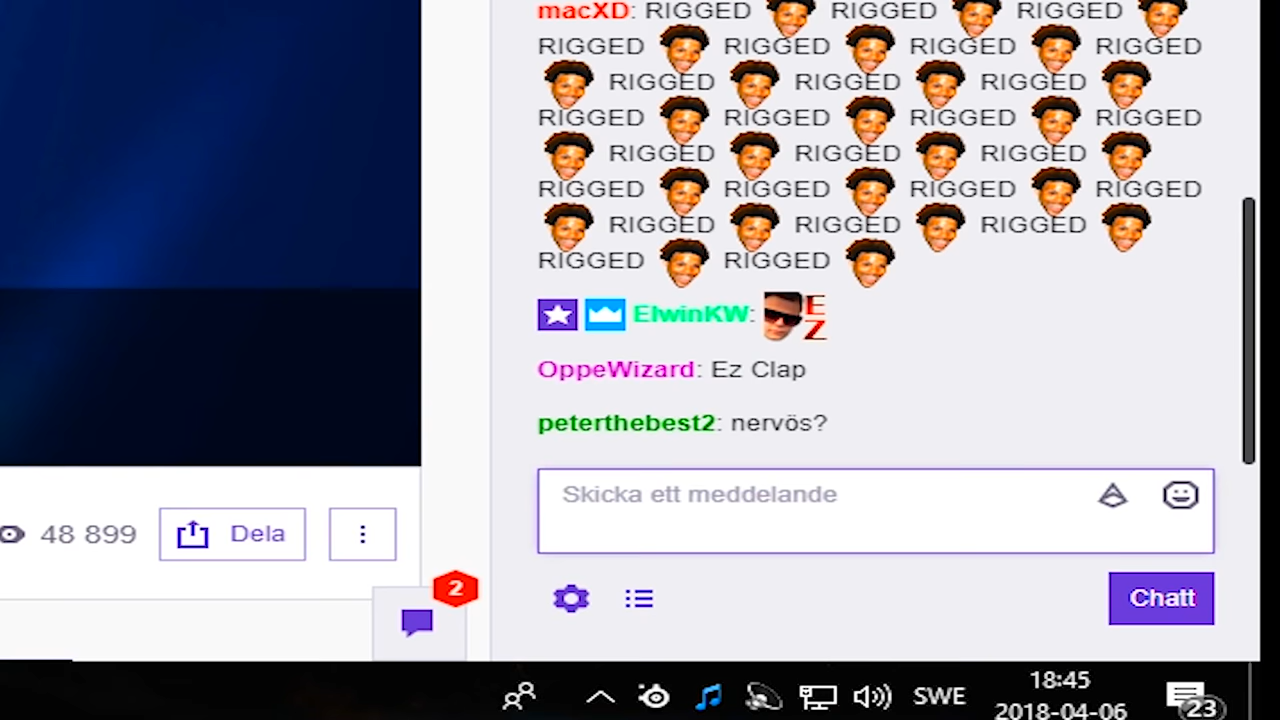 macXD: RIGGED RIGGED RIGGED
RIGGED RIGGED RIGGED RIGGED
RIGGED RIGGED RIGGED
RIGGED RIGGED RIGGED RIGGED
RIGGED RIGGED RIGGED
RIGGED RIGGED RIGGED RIGGED
RIGGED RIGGED RIGGED
RIGGED RIGGED
ElwinKW: EZ
OppeWizard: Ez Clap
peterthebest2: nervös?
Skicka ett meddelande
48 899 Dela
2
Chatt
SWE
18:45
2018-04-06
23